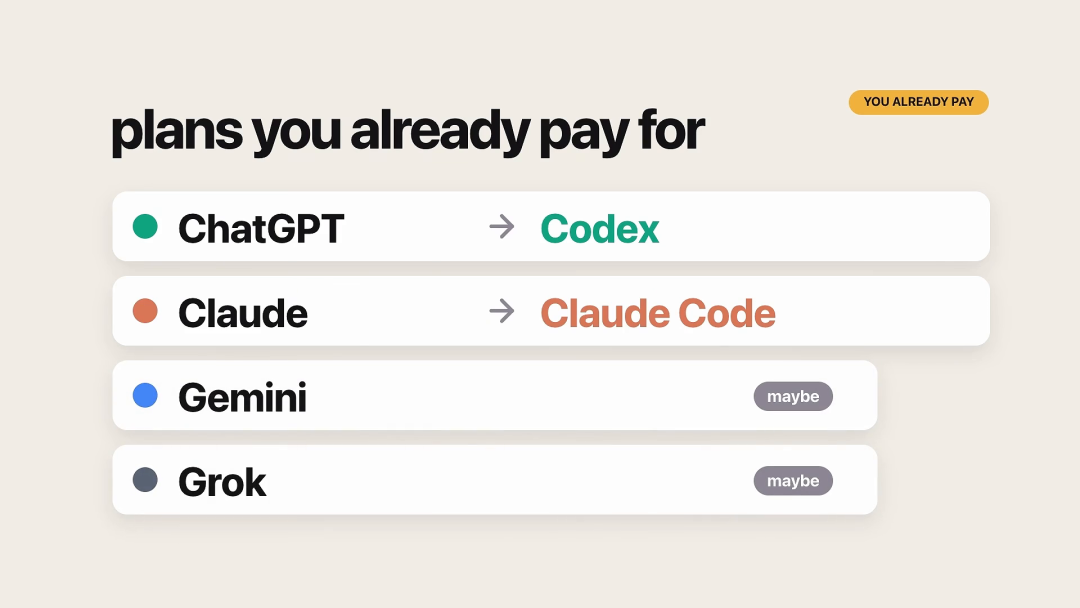 YOU ALREADY PAY
plans you already pay for
ChatGPT → Codex
Claude → Claude Code
Gemini maybe
Grok maybe